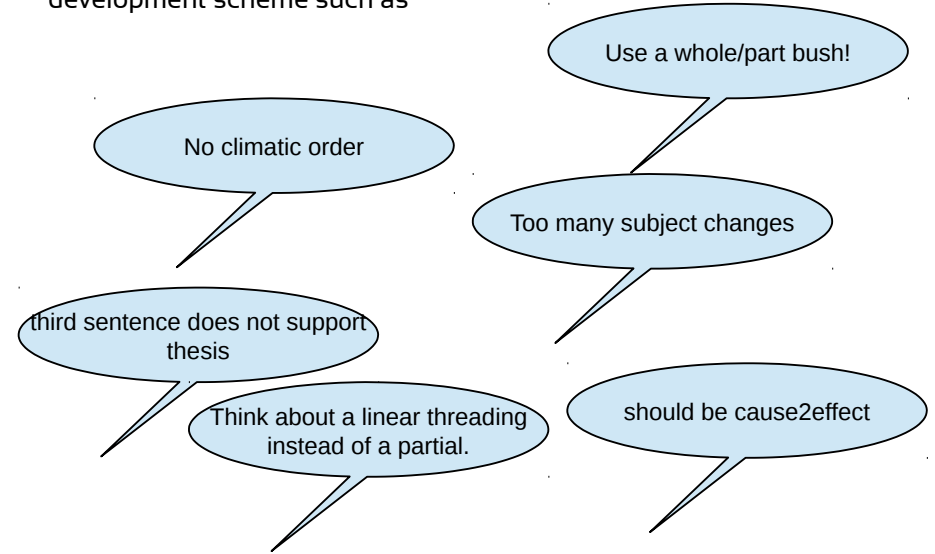 development scheme such as
Use a whole/part bush!
No climatic order
Too many subject changes
third sentence does not support
thesis
Think about a linear threading
instead of a partial.
should be cause2effect